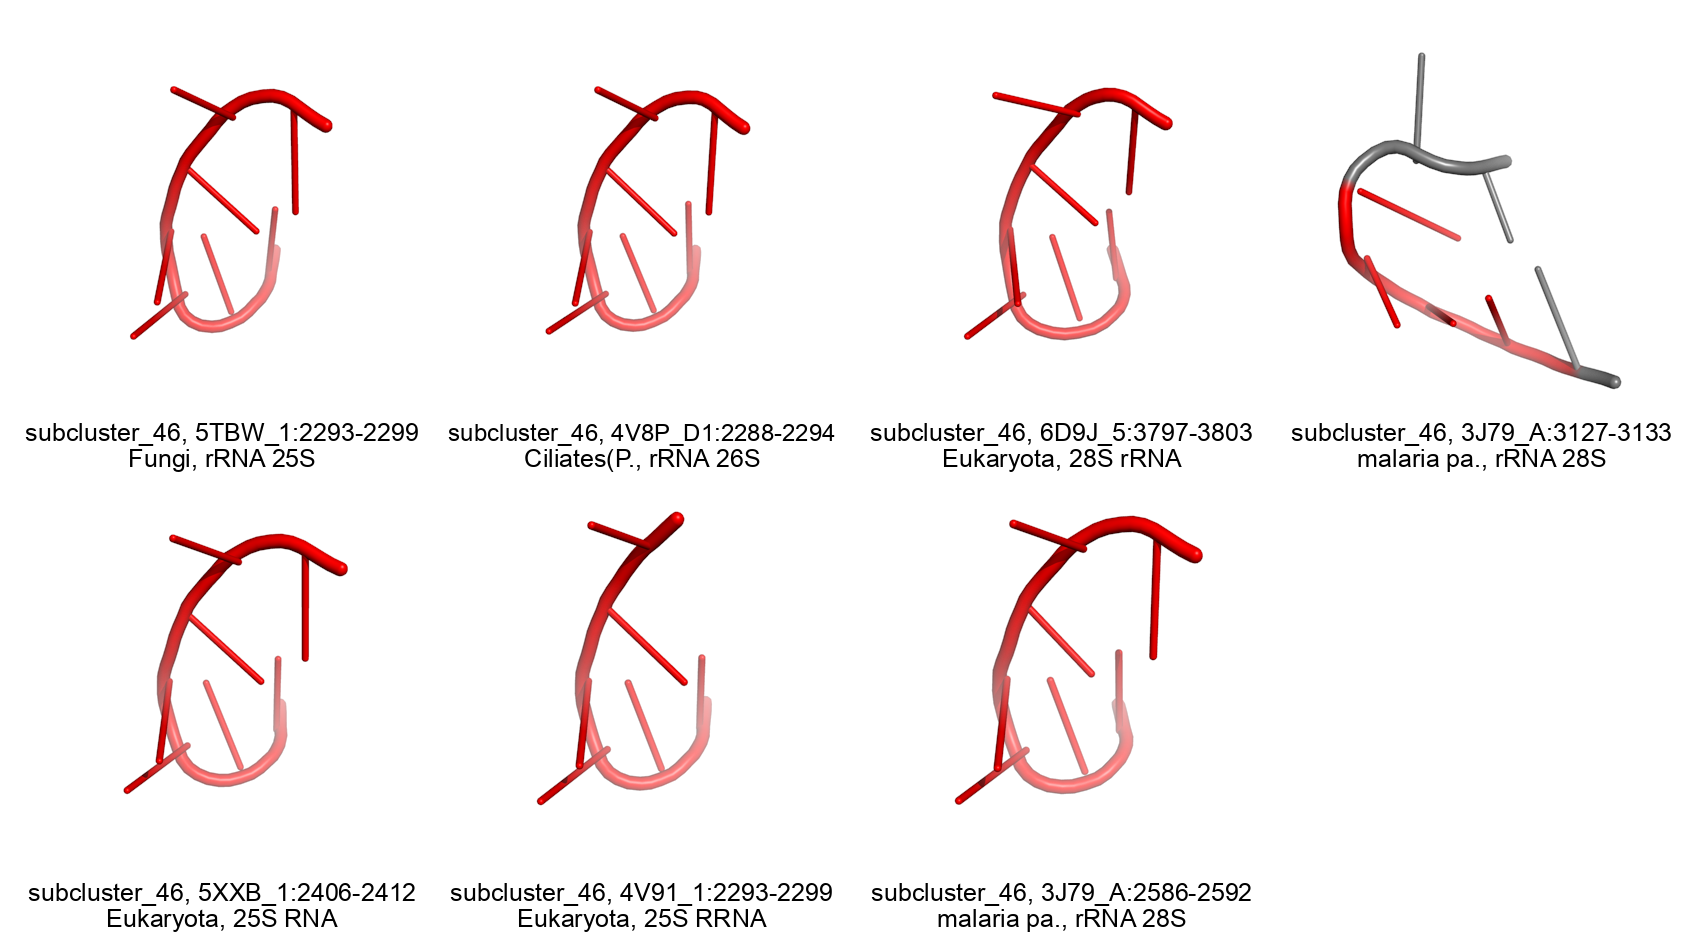 subcluster_46, 5TBW_1:2293-2299
Fungi, rRNA 25S
subcluster_46, 4V8P_D1:2288-2294
Ciliates(P., rRNA 26S
subcluster_46, 6D9J_5:3797-3803
Eukaryota, 28S rRNA
subcluster_46, 3J79_A:3127-3133
malaria pa., rRNA 28S
subcluster_46, 5XXB_1:2406-2412
Eukaryota, 25S RNA
subcluster_46, 4V91_1:2293-2299
Eukaryota, 25S RRNA
subcluster_46, 3J79_A:2586-2592
malaria pa., rRNA 28S